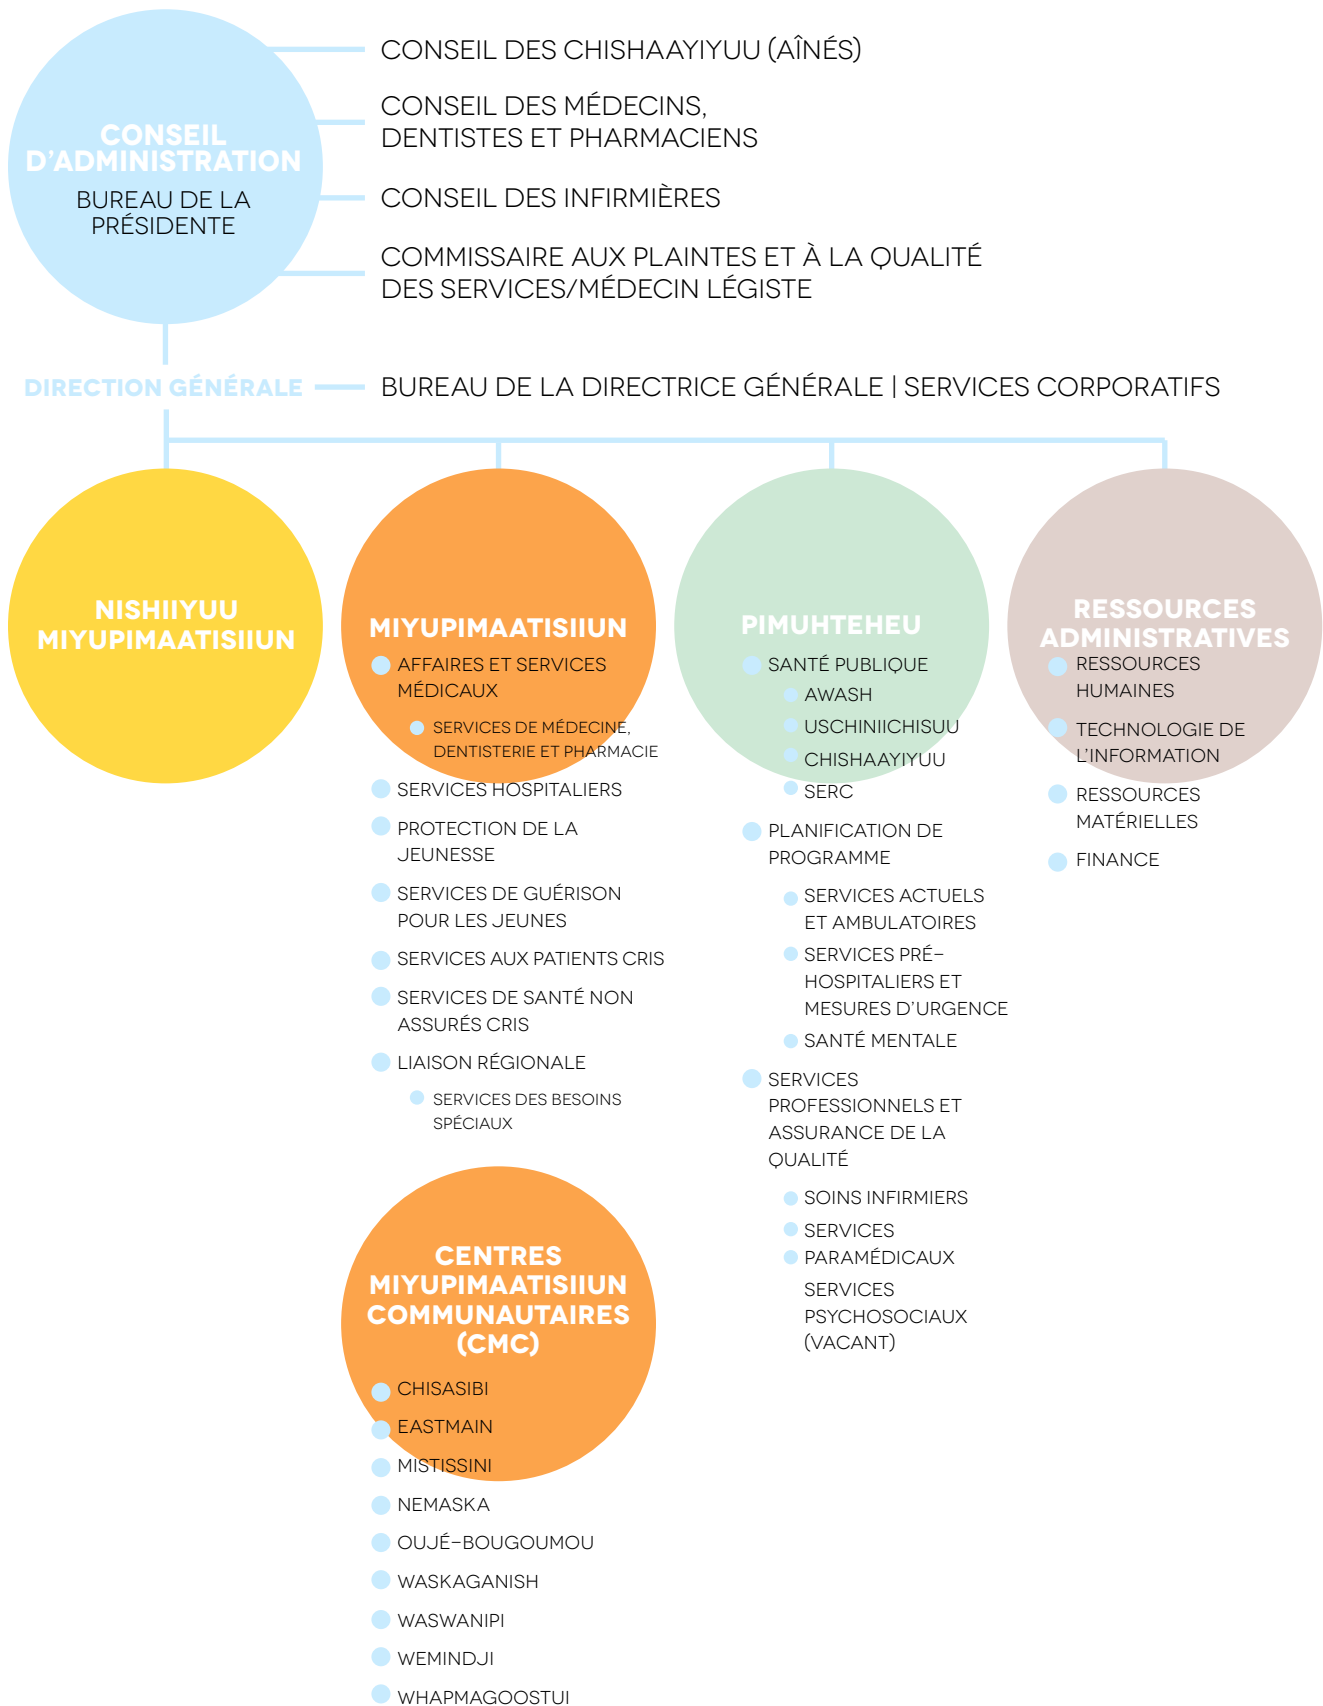 CONSEIL
D'ADMINISTRATION
BUREAU DE LA
PRÉSIDENTE
CONSEIL DES CHISHAAYIYUU (AÎNÉS)
CONSEIL DES MÉDECINS,
DENTISTES ET PHARMACIENS
CONSEIL DES INFIRMIÈRES
COMMISSAIRE AUX PLAINTES ET À LA QUALITÉ
DES SERVICES/MÉDECIN LÉGISTE
DIRECTION GÉNÉRALE
BUREAU DE LA DIRECTRICE GÉNÉRALE | SERVICES CORPORATIFS
NISHIIYUU
MIYUPIMAATISIIUN
MIYUPIMAATISIIUN
AFFAIRES ET SERVICES
MÉDICAUX
SERVICES DE MÉDECINE,
DENTISTERIE ET PHARMACIE
SERVICES HOSPITALIERS
PROTECTION DE LA
JEUNESSE
SERVICES DE GUÉRISON
POUR LES JEUNES
SERVICES AUX PATIENTS CRIS
SERVICES DE SANTÉ NON
ASSURÉS CRIS
LIAISON RÉGIONALE
SERVICES DES BESOINS
SPÉCIAUX
CENTRES
MIYUPIMAATISIIUN
COMMUNAUTAIRES
(CMC)
CHISASIBI
EASTMAIN
MISTISSINI
NEMASKA
OUJÉ-BOUGOUMOU
WASKAGANISH
WASWANIPI
WEMINDJI
WHAPMAGOOSTUI
PIMUHTEHEU
SANTÉ PUBLIQUE
AWASH
USCHINIICHISUU
CHISHAAYIYUU
SERC
PLANIFICATION DE
PROGRAMME
SERVICES ACTUELS
ET AMBULATOIRES
SERVICES PRÉ-
HOSPITALIERS ET
MESURES D'URGENCE
SANTÉ MENTALE
SERVICES
PROFESSIONNELS ET
ASSURANCE DE LA
QUALITÉ
SOINS INFIRMIERS
SERVICES
PARAMÉDICAUX
SERVICES
PSYCHOSOCIAUX
(VACANT)
RESSOURCES
ADMINISTRATIVES
RESSOURCES
HUMAINES
TECHNOLOGIE DE
L'INFORMATION
RESSOURCES
MATÉRIELLES
FINANCE